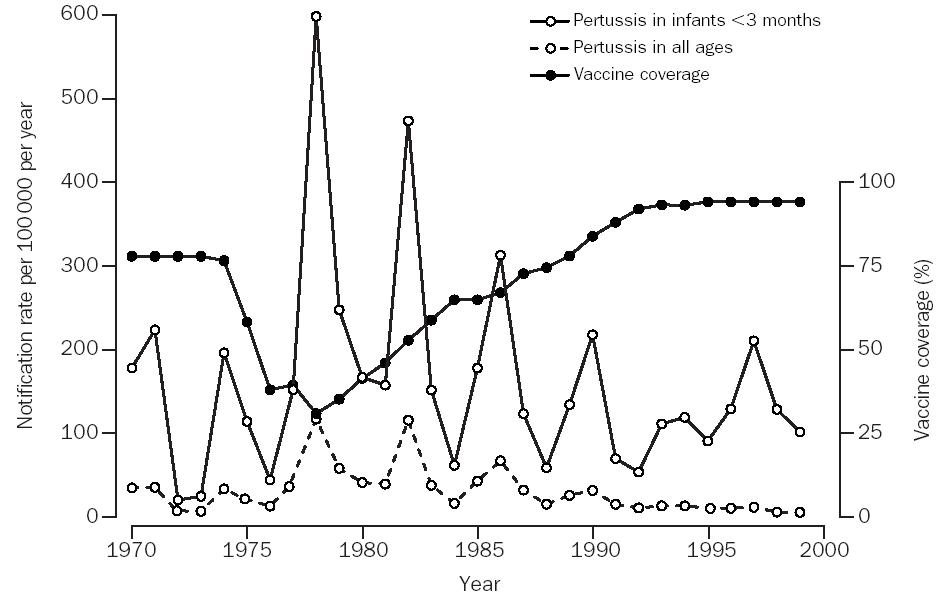 600
500
400
300
200
100
0
Notification rate per 100 000 per year
Pertussis in infants <3 months
Pertussis in all ages
Vaccine coverage
100
75
50
25
0
Vaccine coverage (%)
1970 1975 1980 1985 1990 1995 2000
Year